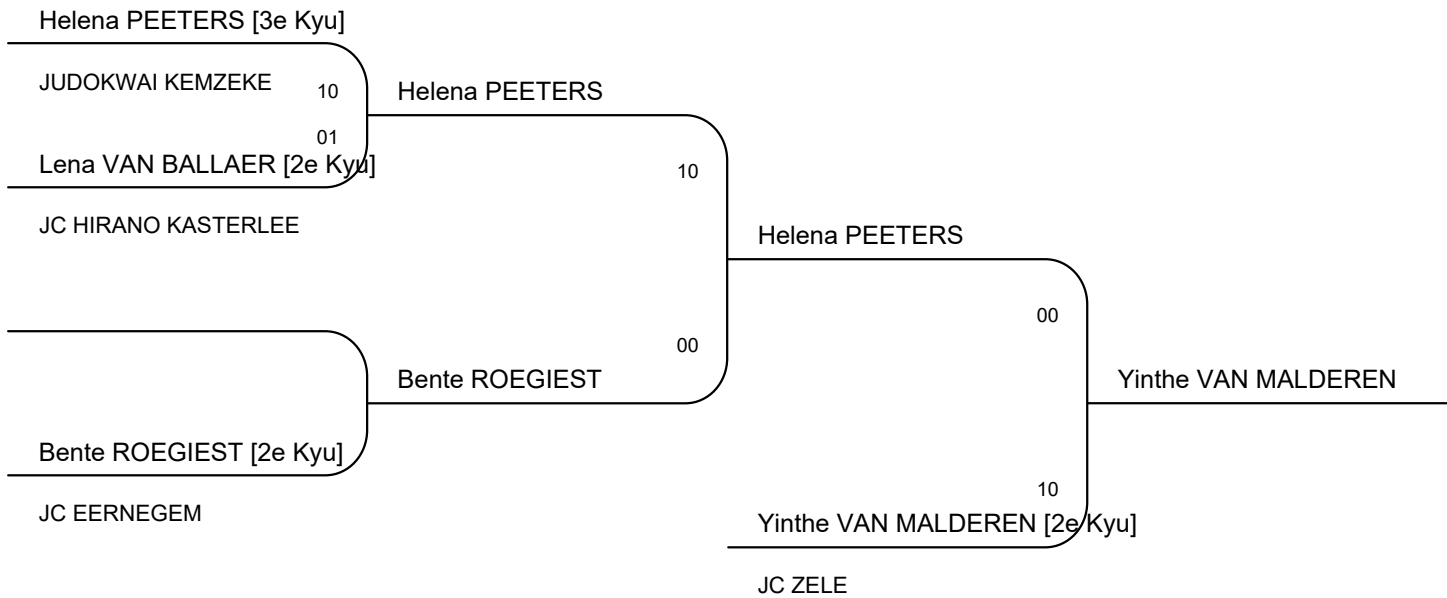 Helena PEETERS [3e Kyu]
JUDOKWAI KEMZEKE
10
Helena PEETERS
01
Lena VAN BALLAER [2e Kyu]
10
JC HIRANO KASTERLEE
Helena PEETERS
00
00
Bente ROEGIEST
Yinthe VAN MALDEREN
Bente ROEGIEST [2e Kyu]
10
JC EERNEGEM
Yinthe VAN MALDEREN [2e Kyu]
JC ZELE